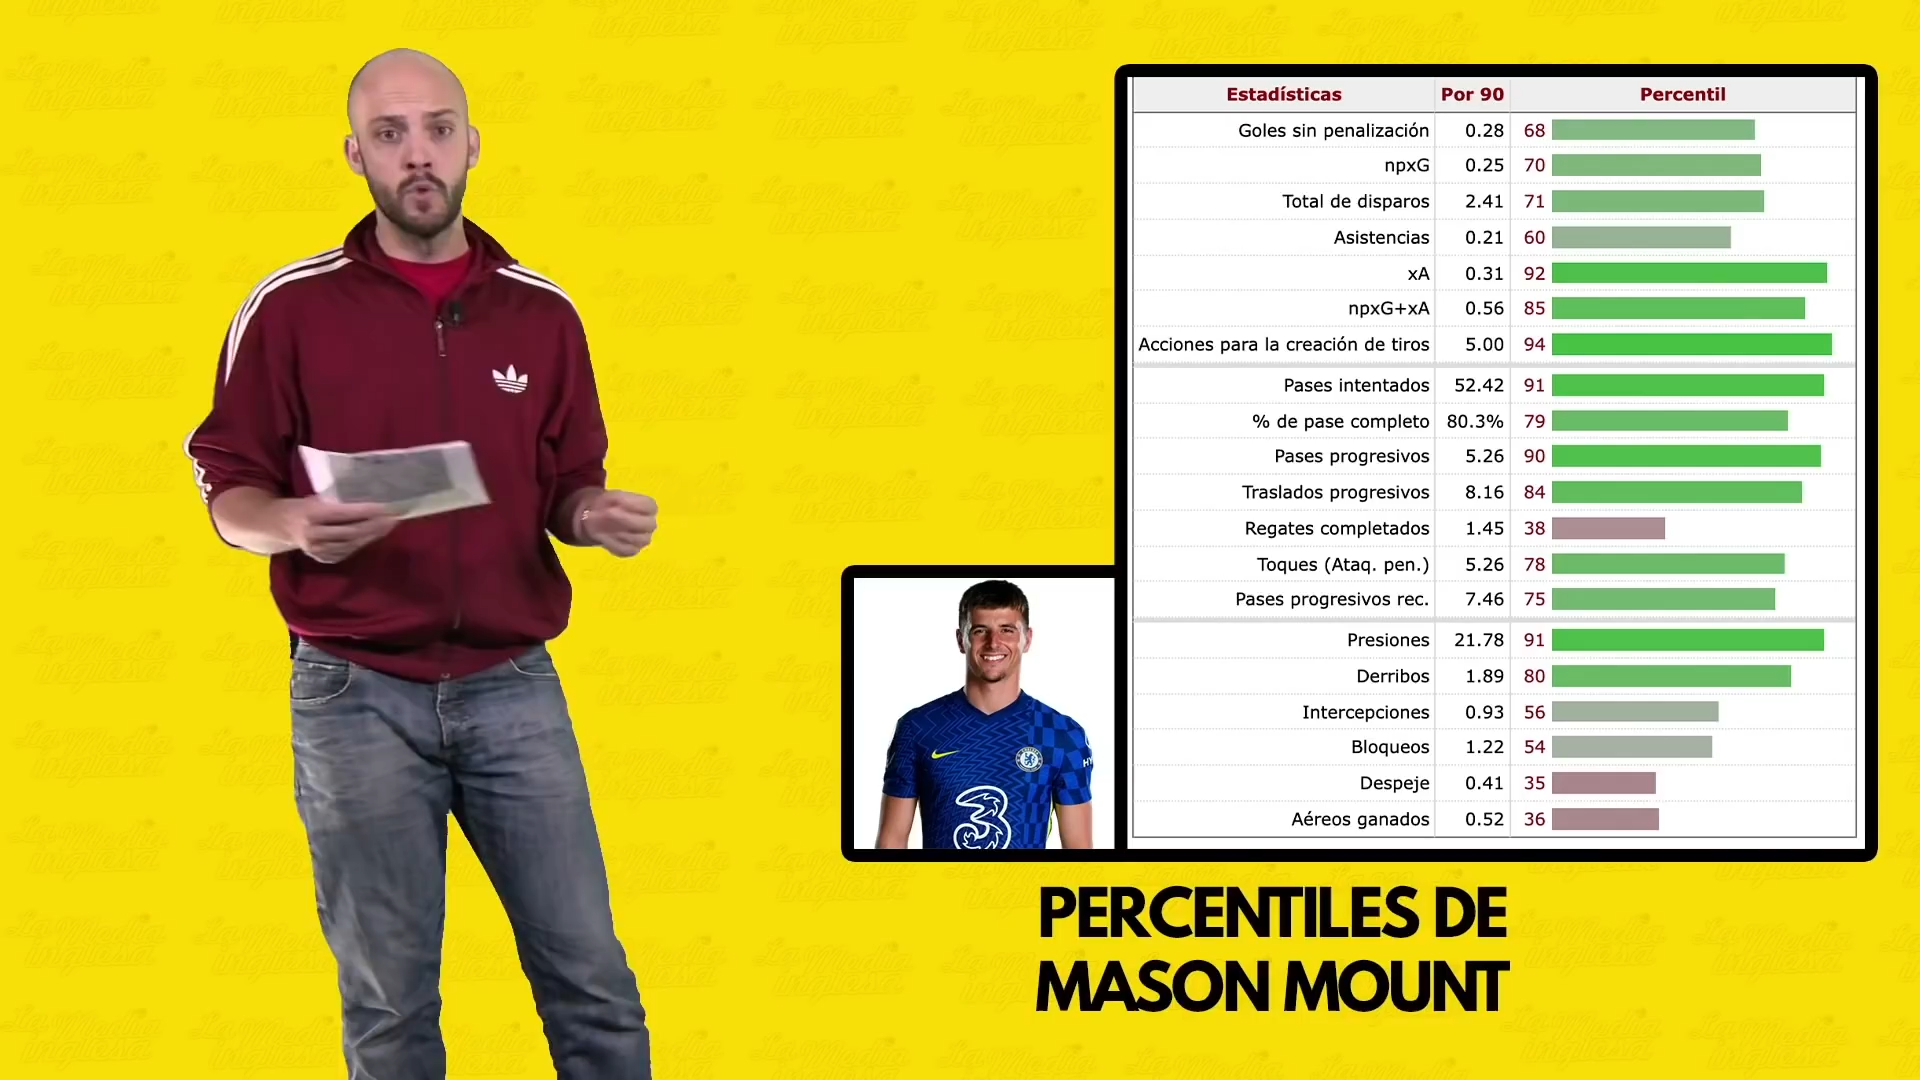 Estadísticas Por 90 Percentil
Goles sin penalización 0.28 68
npxG 0.25 70
Total de disparos 2.41 71
Asistencias 0.21 60
xA 0.31 92
npxG+xA 0.56 85
Acciones para la creación de tiros 5.00 94
Pases intentados 52.42 91
% de pase completo 80.3% 79
Pases progresivos 5.26 90
Traslados progresivos 8.16 84
Regates completados 1.45 38
Toques (Ataq. pen.) 5.26 78
Pases progresivos rec. 7.46 75
Presiones 21.78 91
Derribos 1.89 80
Intercepciones 0.93 56
Bloqueos 1.22 54
Despeje 0.41 35
Aéreos ganados 0.52 36
3
PERCENTILES DE
MASON MOUNT
La Media
inglesa